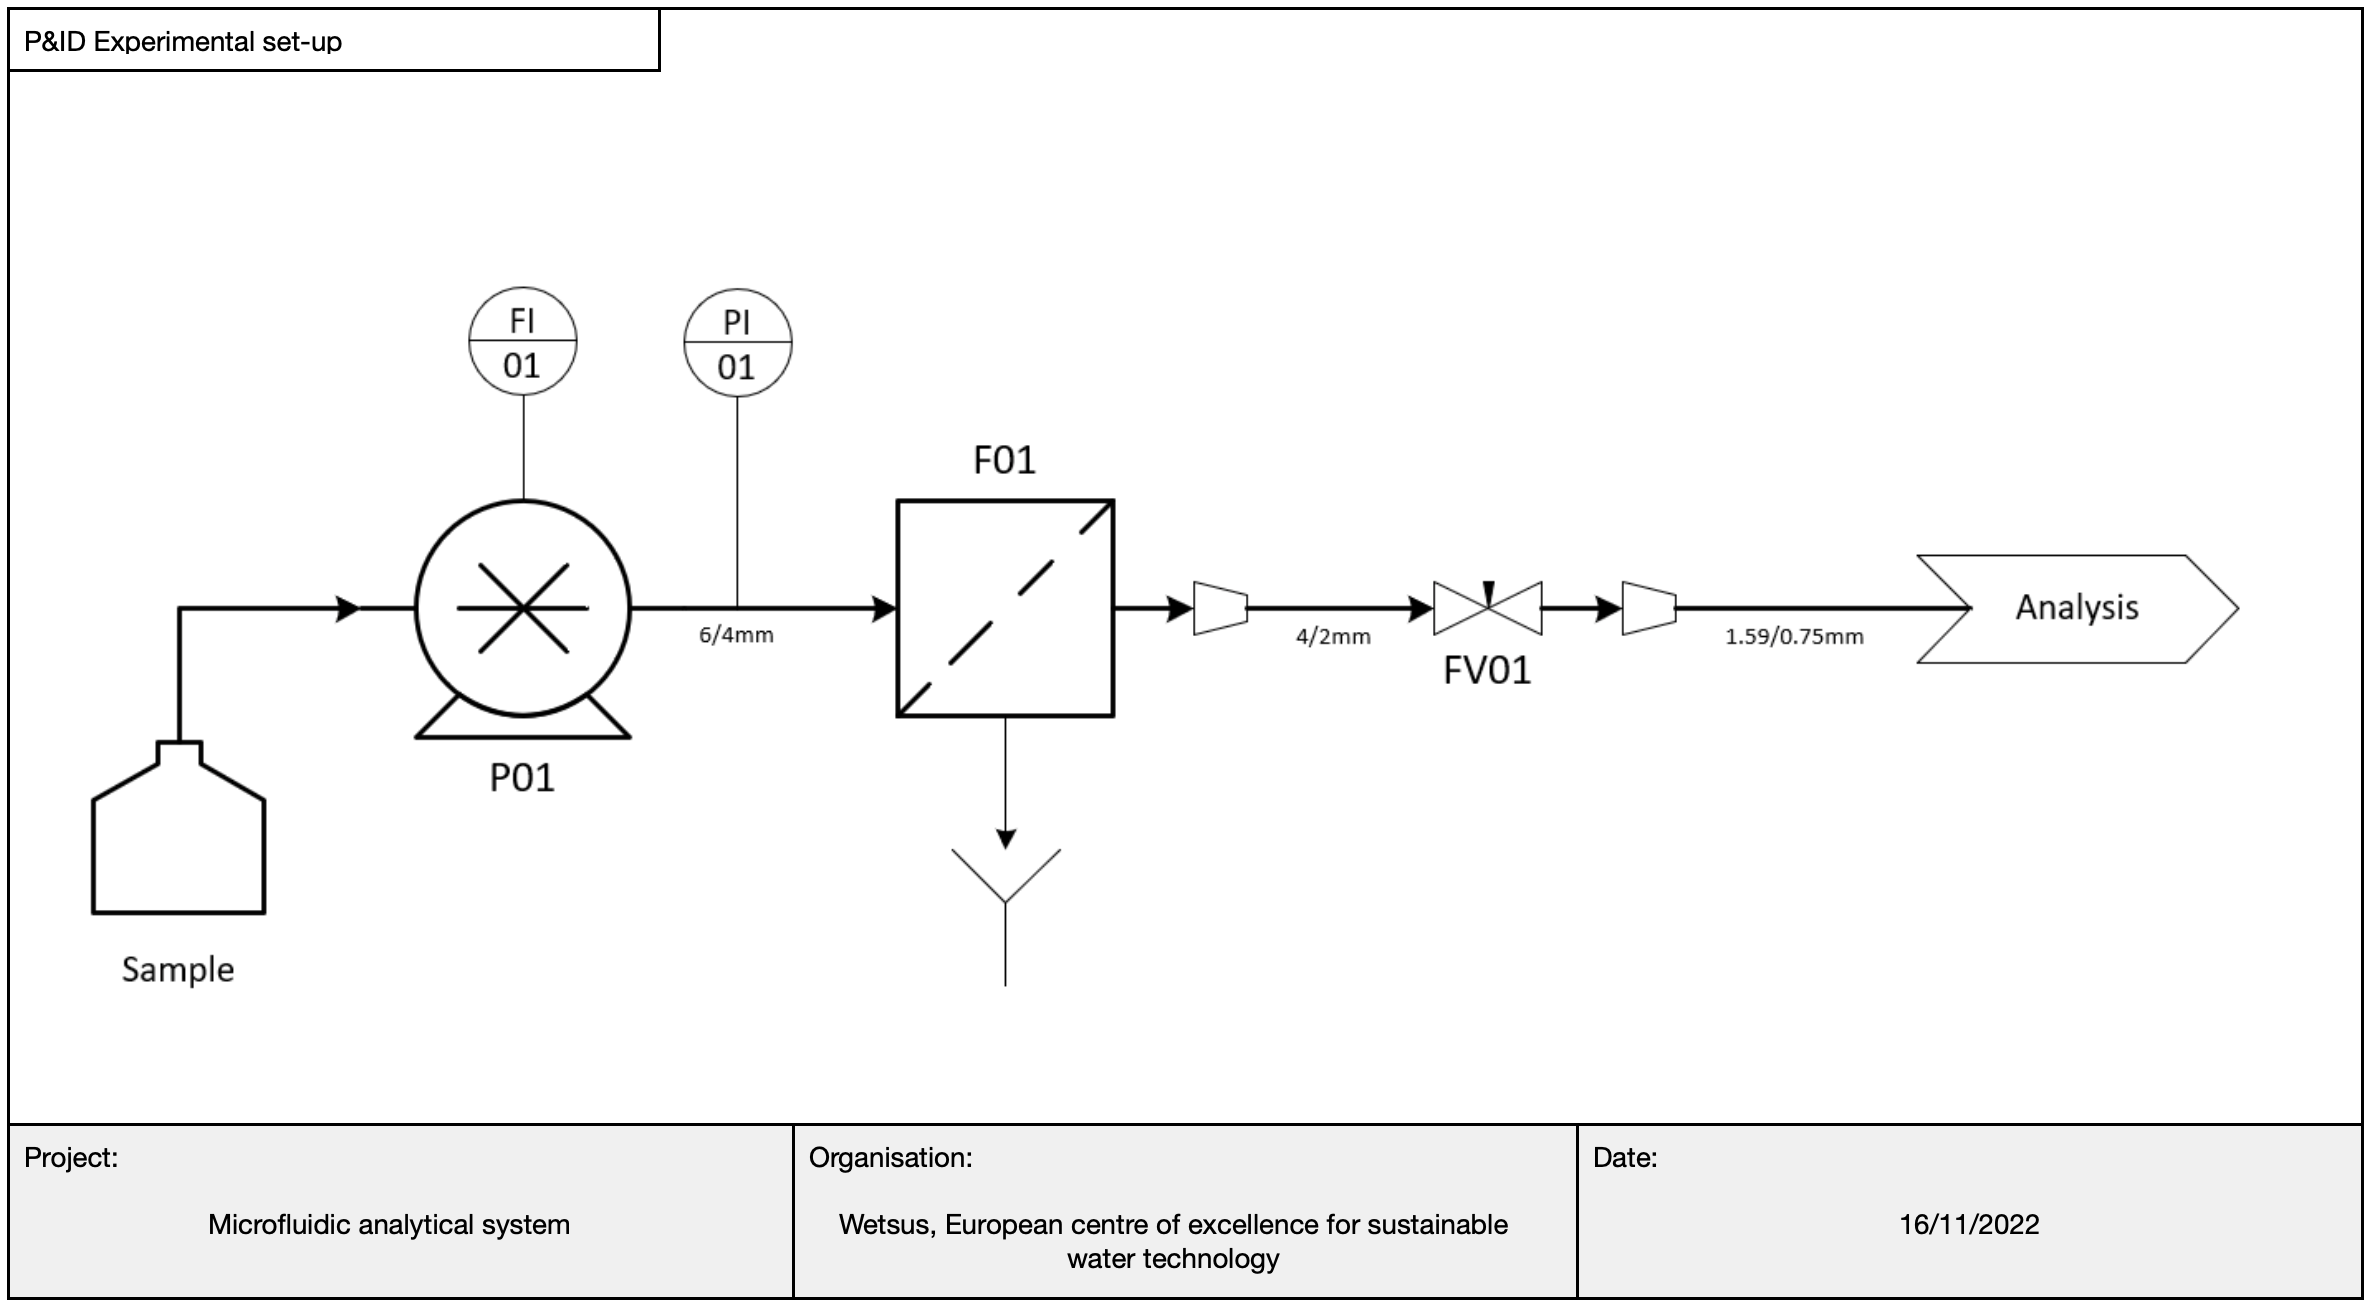 P&ID Experimental set-up
FI
01
PI
01
F01
6/4mm
4/2mm
1.59/0.75mm
Analysis
FV01
P01
Sample
Project:
Microfluidic analytical system
Organisation:
Wetsus, European centre of excellence for sustainable
water technology
Date:
16/11/2022